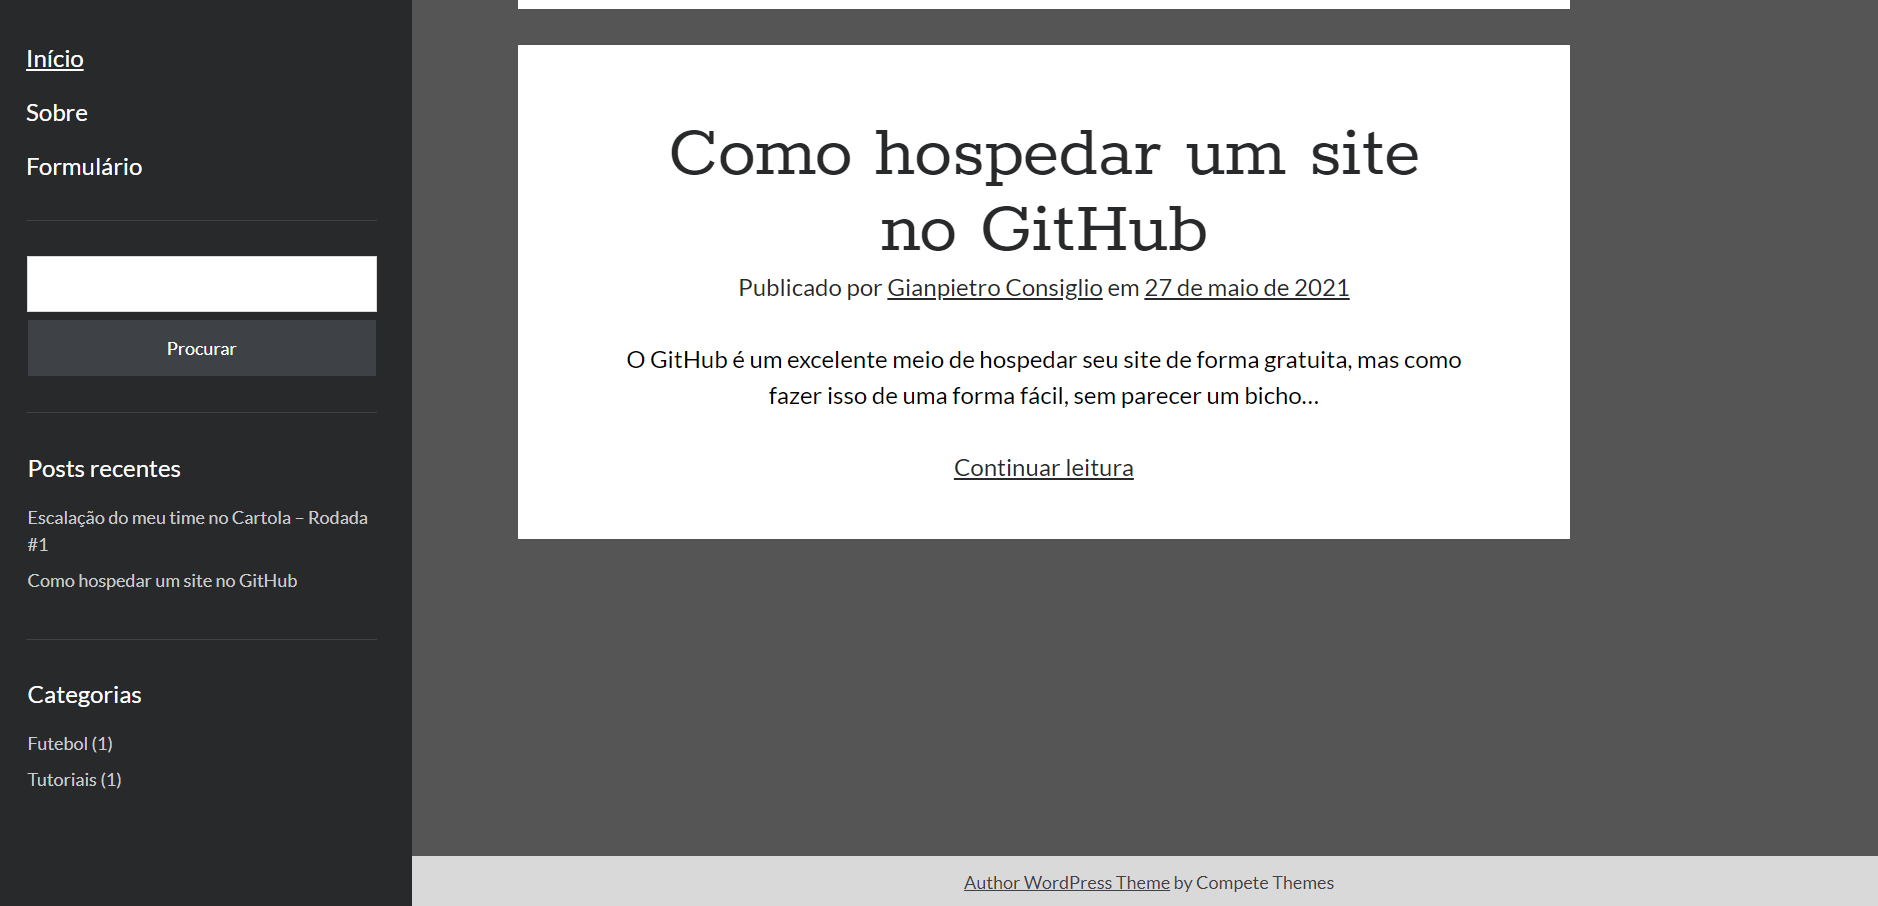 Início
Sobre
Formulário
Procurar
Posts recentes
Escalação do meu time no Cartola – Rodada
#1
Como hospedar um site no GitHub
Categorias
Futebol (1)
Tutoriais (1)
Como hospedar um site
no GitHub
Publicado por Gianpietro Consiglio em 27 de maio de 2021
O GitHub é um excelente meio de hospedar seu site de forma gratuita, mas como
fazer isso de uma forma fácil, sem parecer um bicho…
Continuar leitura
Author WordPress Theme by Compete Themes